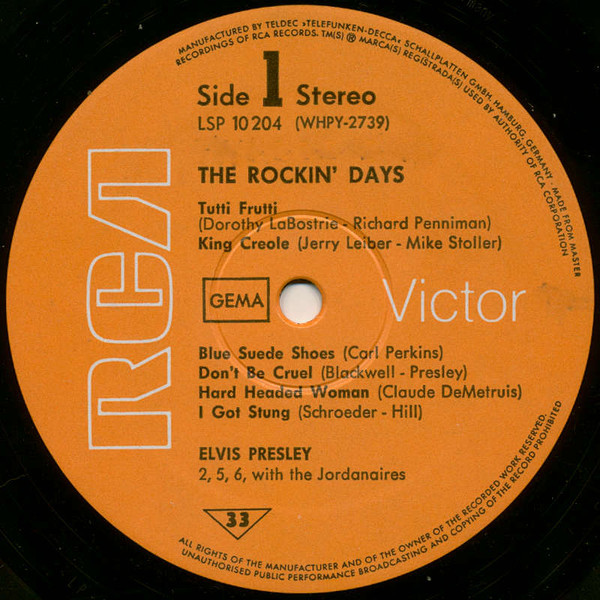 MANUFACTURED BY TELDEC »TELEFUNKEN-DECCA« SCHALLPLATTEN GMBH, HAMBURG, GERMANY · MADE FROM MASTER
RECORDINGS OF RCA RECORDS. TM(S) ® MARCA(S) REGISTRADA(S) USED BY AUTHORITY OF RCA CORPORATION
Side 1 Stereo
LSP 10 204 (WHPY-2739)
THE ROCKIN' DAYS
Tutti Frutti
(Dorothy LaBostrie - Richard Penniman)
King Creole (Jerry Leiber - Mike Stoller)
RCA
GEMA
Victor
Blue Suede Shoes (Carl Perkins)
Don't Be Cruel (Blackwell - Presley)
Hard Headed Woman (Claude DeMetruis)
I Got Stung (Schroeder - Hill)
ELVIS PRESLEY
2, 5, 6, with the Jordanaires
33
ALL RIGHTS OF THE MANUFACTURER AND OF THE OWNER OF THE RECORDED WORK RESERVED.
UNAUTHORISED PUBLIC PERFORMANCE BROADCASTING AND COPYING OF THE RECORD PROHIBITED